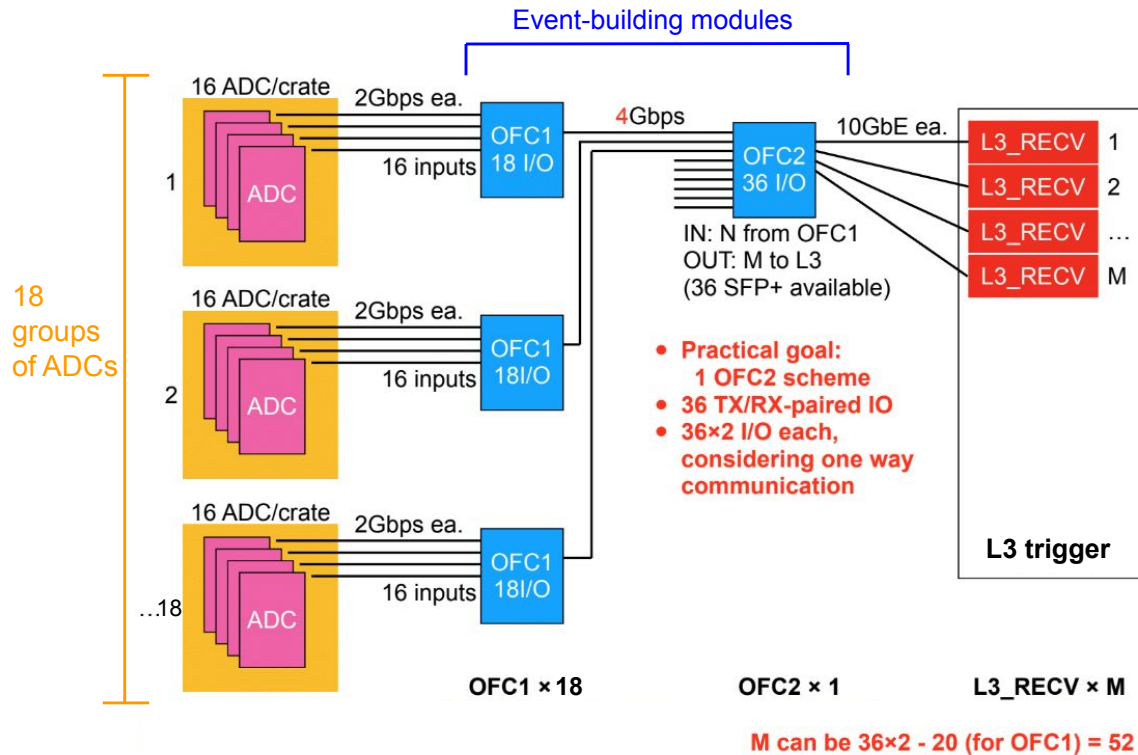 Event-building modules
16 ADC/crate
2Gbps ea.
16 inputs
1
ADC
OFC1
18 I/O
4Gbps
OFC2
36 I/O
10GbE ea.
L3_RECV 1
L3_RECV 2
L3_RECV ...
L3_RECV M
IN: N from OFC1
OUT: M to L3
(36 SFP+ available)
18
groups
of ADCs
16 ADC/crate
2Gbps ea.
16 inputs
2
ADC
OFC1
18I/O
• Practical goal:
1 OFC2 scheme
• 36 TX/RX-paired IO
• 36×2 I/O each,
considering one way
communication
16 ADC/crate
2Gbps ea.
16 inputs
...18
ADC
OFC1
18I/O
L3 trigger
OFC1 × 18
OFC2 × 1
L3_RECV × M
M can be 36×2 - 20 (for OFC1) = 52